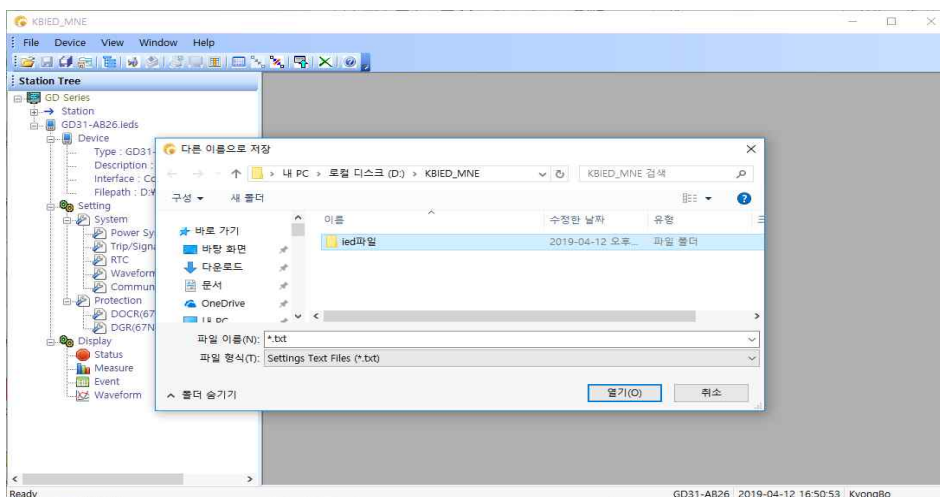 KBIED_MNE
File Device View Window Help
Station Tree
GD Series
Station
GD31-AB26.ieds
Device
Type : GD31-
Description :
Interface : Co
Filepath : D:₩
Setting
System
Power Sy
Trip/Signa
RTC
Waveform
Commun
Protection
DOCR(67
DGR(67N
Display
Status
Measure
Event
Waveform
다른 이름으로 저장
내 PC > 로컬 디스크 (D:) > KBIED_MNE
KBIED_MNE 검색
구성 새 폴더
바로 가기
바탕 화면
다운로드
문서
OneDrive
내 PC
이름 수정한 날짜 유형
ied파일 2019-04-12 오후... 파일 폴더
파일 이름(N): *.txt
파일 형식(T): Settings Text Files (*.txt)
폴더 숨기기 열기(O) 취소
Ready GD31-AB26 2019-04-12 16:50:53 KyongBo